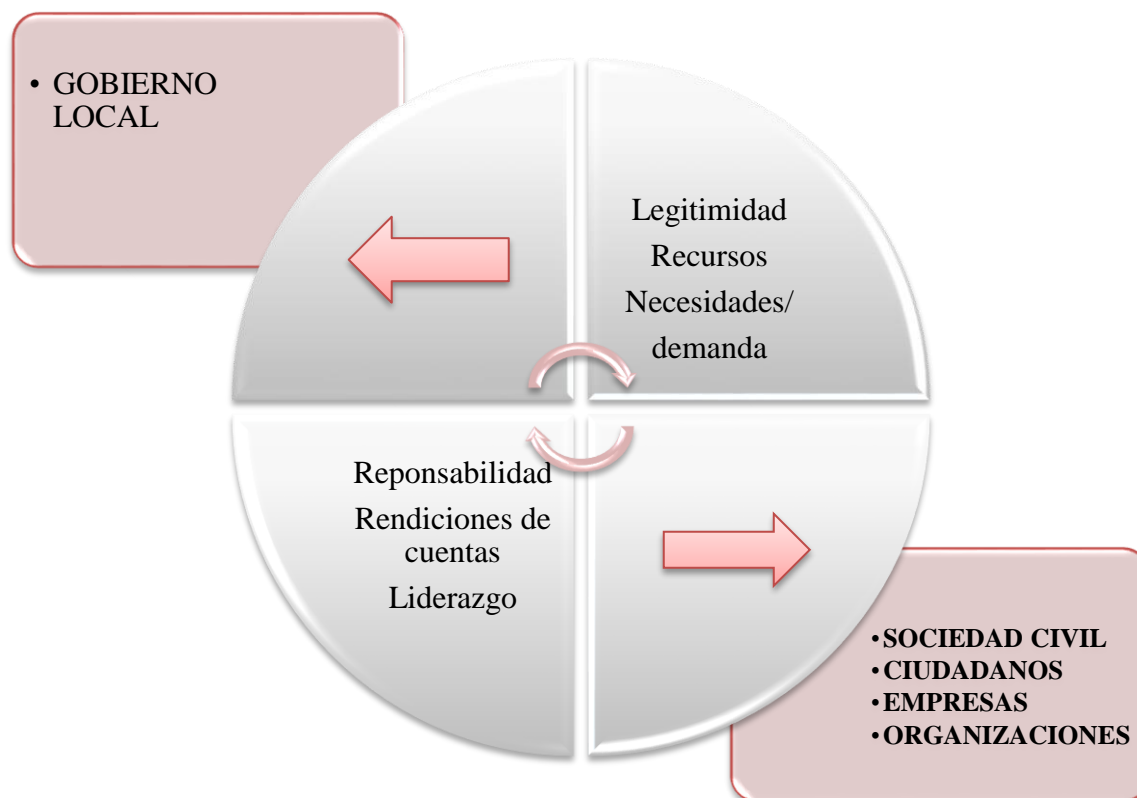 • GOBIERNO
LOCAL
Legitimidad
Recursos
Necesidades/
demanda
Reponsabilidad
Rendiciones de
cuentas
Liderazgo
•SOCIEDAD CIVIL
•CIUDADANOS
•EMPRESAS
•ORGANIZACIONES